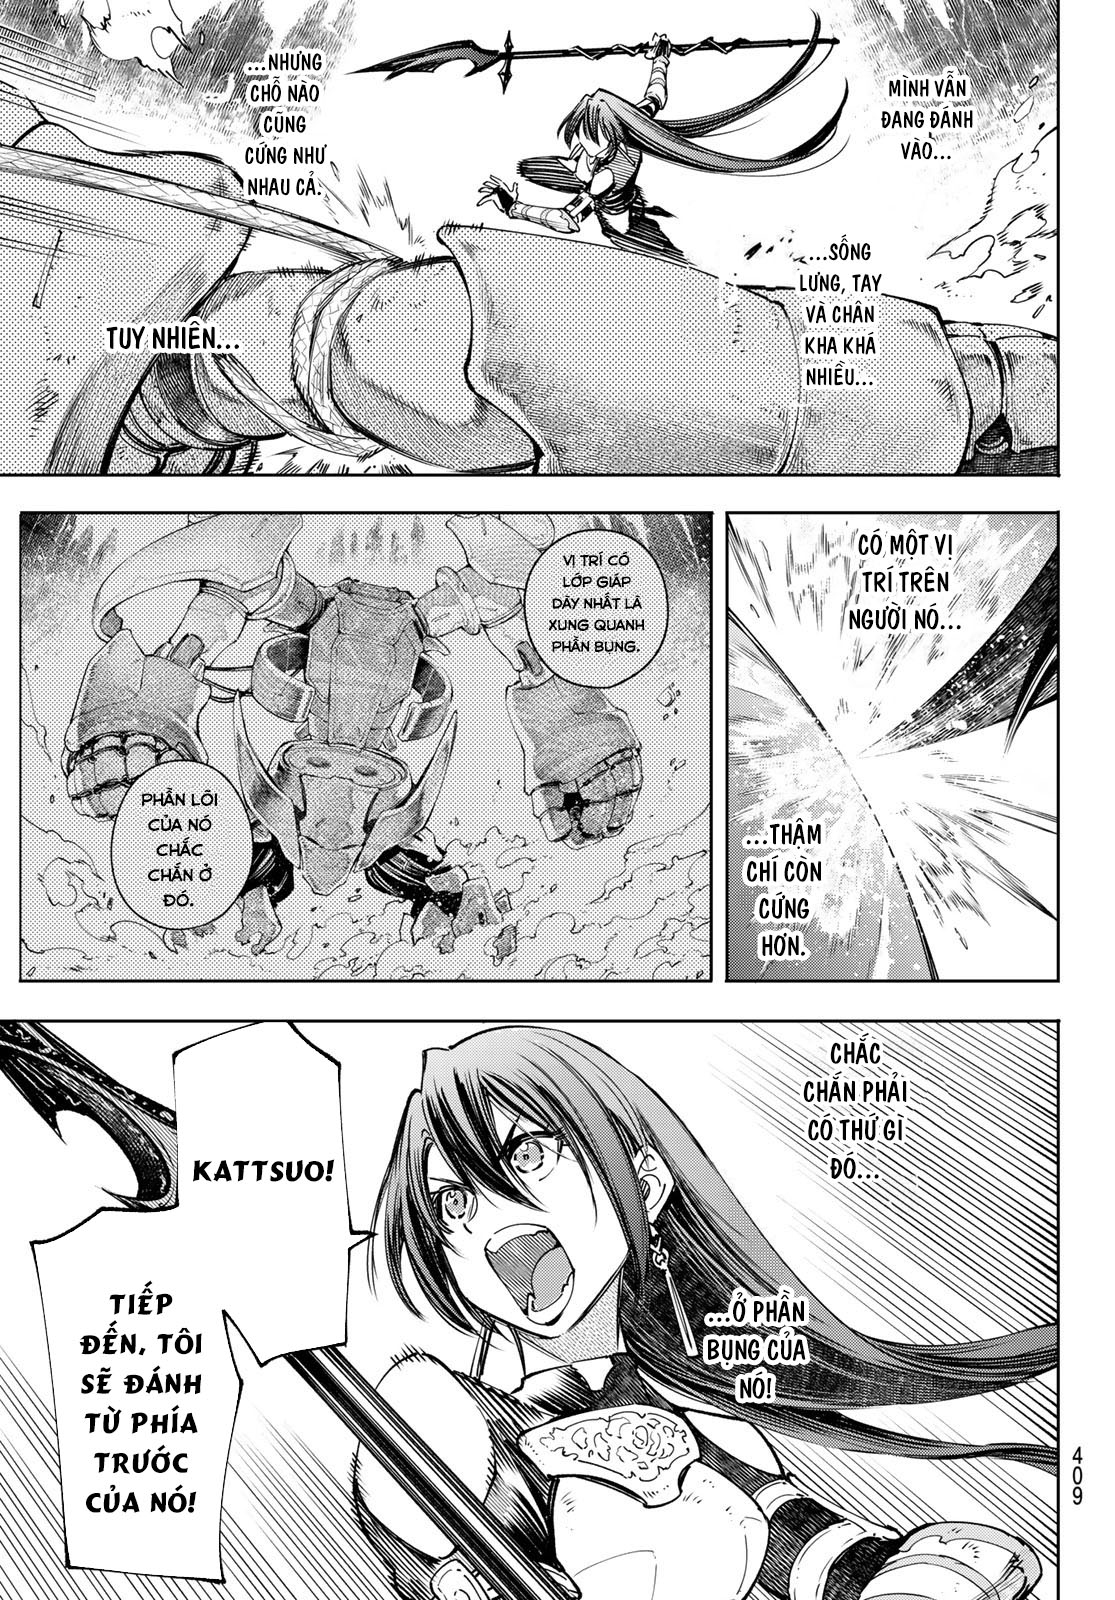 MÌNH VẪN
ĐANG ĐÁNH
VÀO...
...SỐNG
LƯNG, TAY
VÀ CHÂN
KHA KHÁ
NHIỀU...
...NHƯNG
CHỖ NÀO
CŨNG
CỨNG NHƯ
NHAU CẢ.
TUY NHIÊN...
CÓ MỘT VỊ
TRÍ TRÊN
NGƯỜI NÓ...
...THẬM
CHÍ CÒN
CỨNG
HƠN.
VỊ TRÍ CÓ
LỚP GIÁP
DÀY NHẤT LÀ
XUNG QUANH
PHẦN BỤNG.
PHẦN LÕI
CỦA NÓ
CHẮC
CHẮN Ở
ĐÓ.
CHẮC
CHẮN PHẢI
CÓ THỨ GÌ
ĐÓ...
...Ở PHẦN
BỤNG CỦA
NÓ!
KATTSUO!
TIẾP
ĐẾN, TÔI
SẼ ĐÁNH
TỪ PHÍA
TRƯỚC
CỦA NÓ!
409